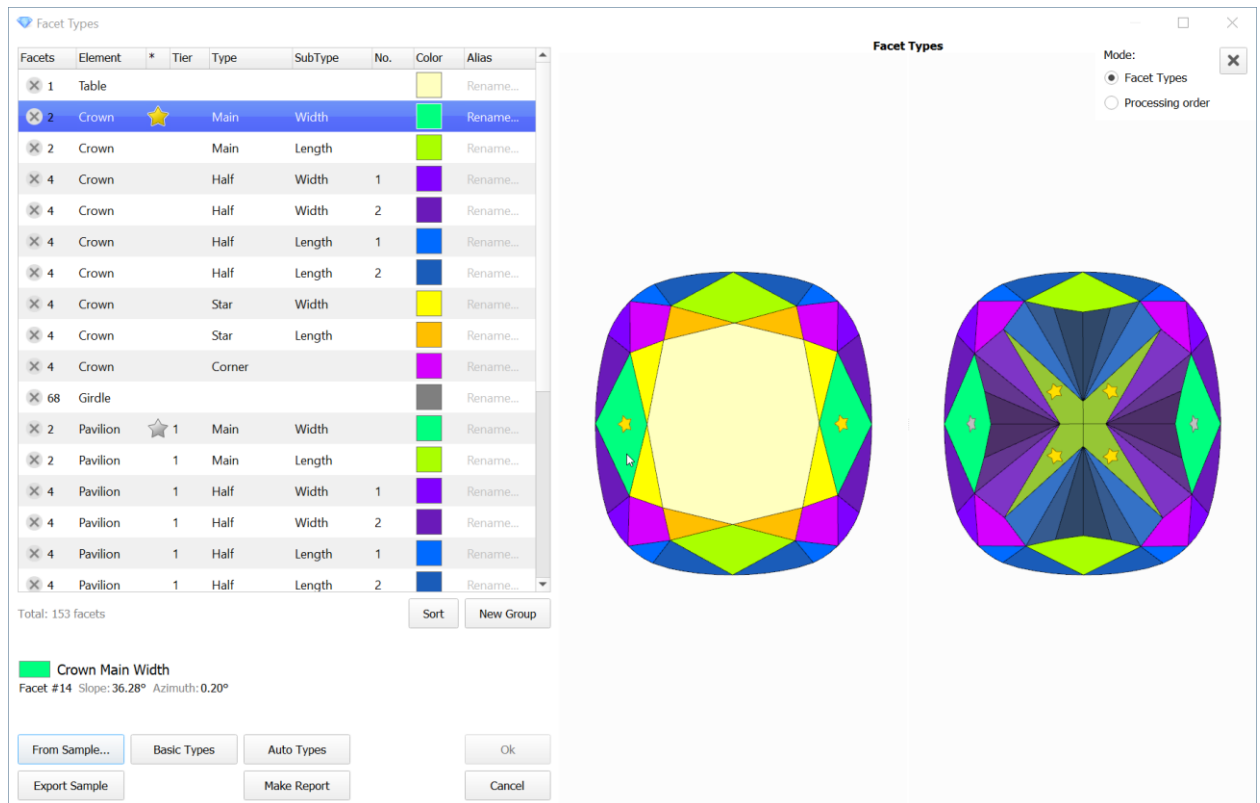 Facet Types
Facets Element * Tier Type SubType No. Color Alias
1 Table Rename...
2 Crown Main Width Rename...
2 Crown Main Length Rename...
4 Crown Half Width 1 Rename...
4 Crown Half Width 2 Rename...
4 Crown Half Length 1 Rename...
4 Crown Half Length 2 Rename...
4 Crown Star Width Rename...
4 Crown Star Length Rename...
4 Crown Corner Rename...
68 Girdle Rename...
2 Pavilion 1 Main Width Rename...
2 Pavilion 1 Main Length Rename...
4 Pavilion 1 Half Width 1 Rename...
4 Pavilion 1 Half Width 2 Rename...
4 Pavilion 1 Half Length 1 Rename...
4 Pavilion 1 Half Length 2 Rename...
Total: 153 facets
Sort New Group
Crown Main Width
Facet #14 Slope: 36.28° Azimuth: 0.20°
From Sample... Basic Types Auto Types Ok
Export Sample Make Report Cancel
Facet Types
Mode:
Facet Types
Processing order